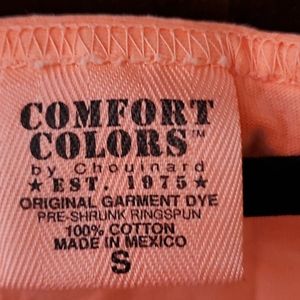 COMFORT
COLORS™
by Chouinard
★ EST. 1975 ★
ORIGINAL GARMENT DYE
PRE-SHRUNK RINGSPUN
100% COTTON
MADE IN MEXICO
S